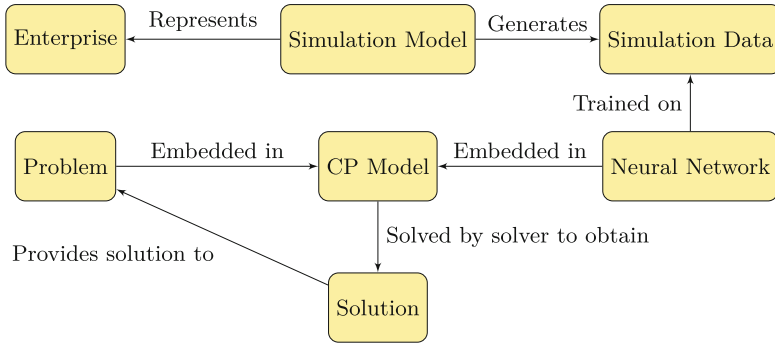 Represents
Generates
Enterprise
Simulation Model
Simulation Data
Trained on
Embedded in
Embedded in
Problem
CP Model
Neural Network
Solved by solver to obtain
Provides solution to
Solution